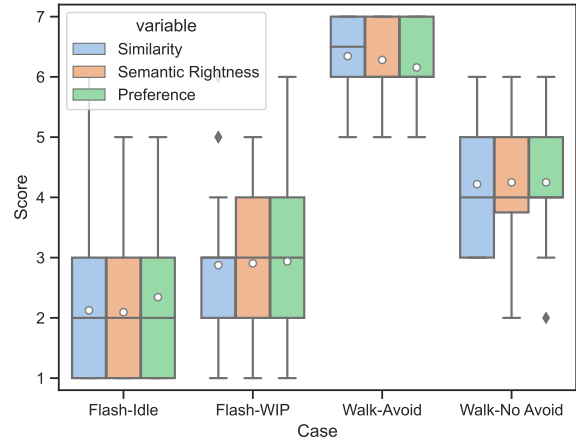 variable
Similarity
Semantic Rightness
Preference
Score
7
6
5
4
3
2
1
Flash-Idle Flash-WIP Walk-Avoid Walk-No Avoid
Case